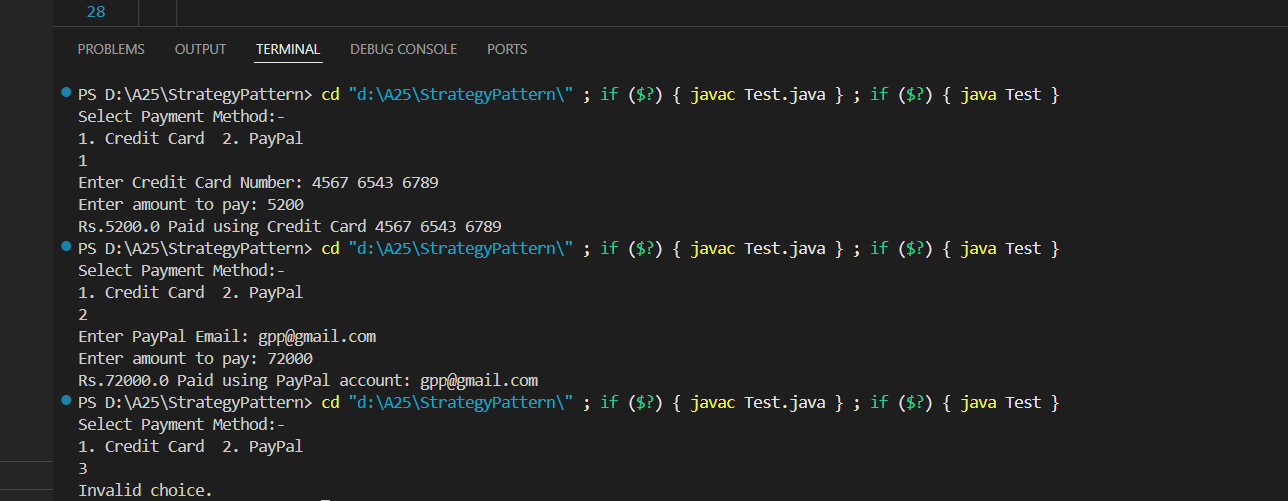 28
PROBLEMS OUTPUT TERMINAL DEBUG CONSOLE PORTS
PS D:\A25\StrategyPattern> cd "d:\A25\StrategyPattern\" ; if ($?) { javac Test.java } ; if ($?) { java Test }
Select Payment Method:-
1. Credit Card  2. PayPal
1
Enter Credit Card Number: 4567 6543 6789
Enter amount to pay: 5200
Rs.5200.0 Paid using Credit Card 4567 6543 6789
PS D:\A25\StrategyPattern> cd "d:\A25\StrategyPattern\" ; if ($?) { javac Test.java } ; if ($?) { java Test }
Select Payment Method:-
1. Credit Card  2. PayPal
2
Enter PayPal Email: gpp@gmail.com
Enter amount to pay: 72000
Rs.72000.0 Paid using PayPal account: gpp@gmail.com
PS D:\A25\StrategyPattern> cd "d:\A25\StrategyPattern\" ; if ($?) { javac Test.java } ; if ($?) { java Test }
Select Payment Method:-
1. Credit Card  2. PayPal
3
Invalid choice.